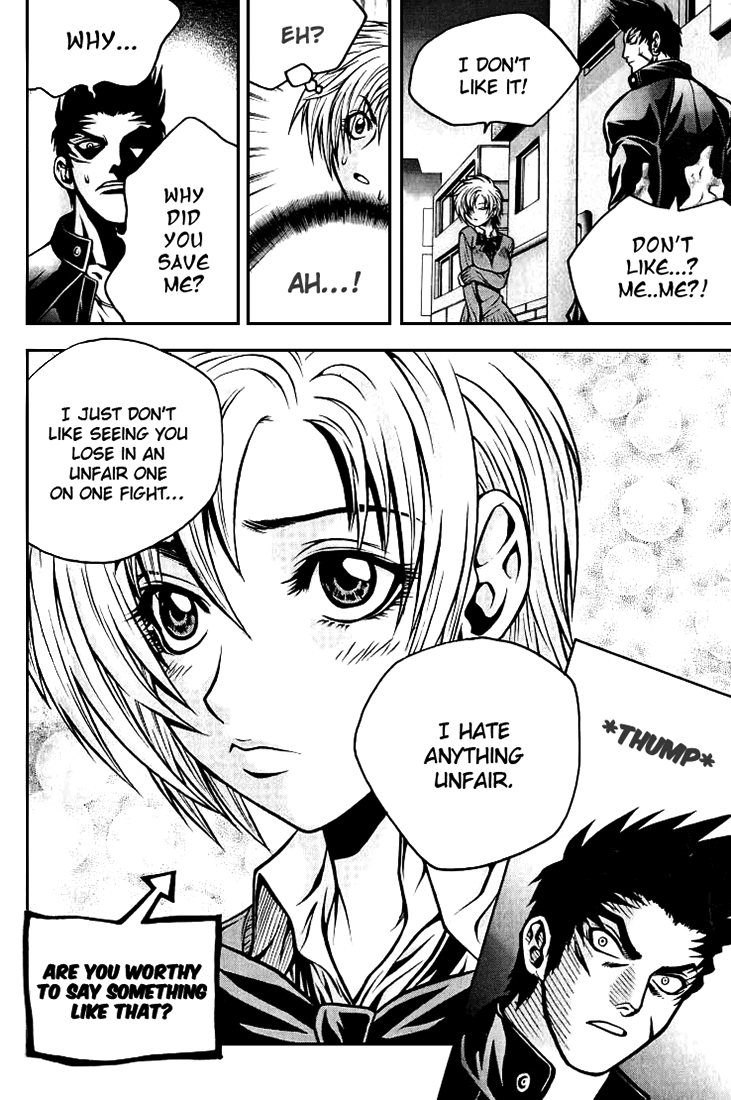 WHY...
WHY
DID
YOU
SAVE
ME?
EH?
AH...!
I DON'T
LIKE IT!
DON'T
LIKE...?
ME..ME?!
I JUST DON'T
LIKE SEEING YOU
LOSE IN AN
UNFAIR ONE
ON ONE FIGHT...
I HATE
ANYTHING
UNFAIR.
*THUMP*
ARE YOU WORTHY
TO SAY SOMETHING
LIKE THAT?